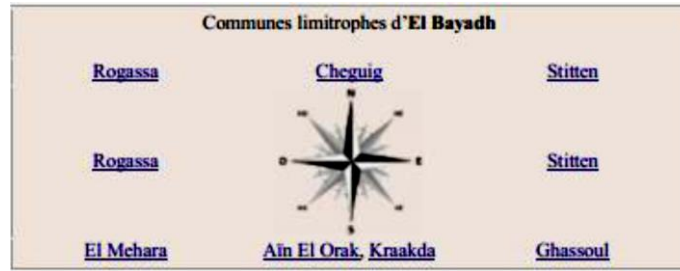 Communes limitrophes d'El Bayadh
Rogassa Cheguig Stitten
N
Rogassa O E Stitten
S
El Mehara Aïn El Orak, Kraakda Ghassoul